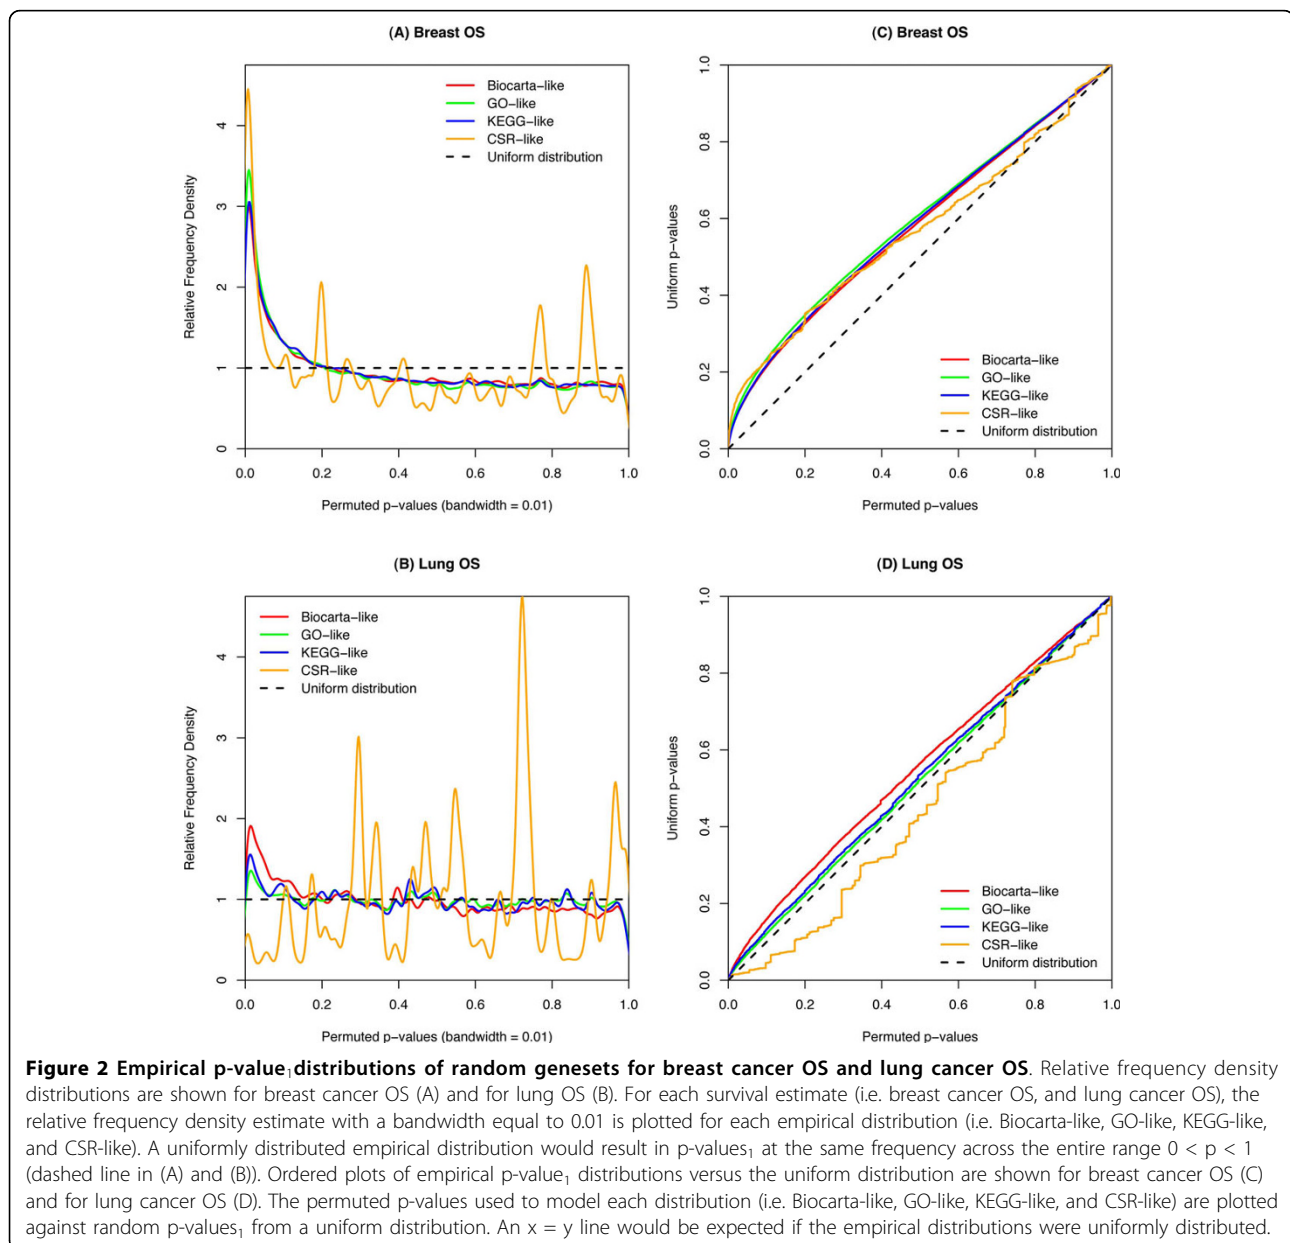 (A) Breast OS
Relative Frequency Density
0 1 2 3 4
Biocarta-like
GO-like
KEGG-like
CSR-like
Uniform distribution
0.0 0.2 0.4 0.6 0.8 1.0
Permuted p-values (bandwidth = 0.01)
(C) Breast OS
Uniform p-values
0.0 0.2 0.4 0.6 0.8 1.0
Biocarta-like
GO-like
KEGG-like
CSR-like
Uniform distribution
0.0 0.2 0.4 0.6 0.8 1.0
Permuted p-values
(B) Lung OS
Relative Frequency Density
0 1 2 3 4
Biocarta-like
GO-like
KEGG-like
CSR-like
Uniform distribution
0.0 0.2 0.4 0.6 0.8 1.0
Permuted p-values (bandwidth = 0.01)
(D) Lung OS
Uniform p-values
0.0 0.2 0.4 0.6 0.8 1.0
Biocarta-like
GO-like
KEGG-like
CSR-like
Uniform distribution
0.0 0.2 0.4 0.6 0.8 1.0
Permuted p-values
Figure 2 Empirical p-value₁distributions of random genesets for breast cancer OS and lung cancer OS. Relative frequency density
distributions are shown for breast cancer OS (A) and for lung OS (B). For each survival estimate (i.e. breast cancer OS, and lung cancer OS), the
relative frequency density estimate with a bandwidth equal to 0.01 is plotted for each empirical distribution (i.e. Biocarta-like, GO-like, KEGG-like,
and CSR-like). A uniformly distributed empirical distribution would result in p-values₁ at the same frequency across the entire range 0 < p < 1
(dashed line in (A) and (B)). Ordered plots of empirical p-value₁ distributions versus the uniform distribution are shown for breast cancer OS (C)
and for lung cancer OS (D). The permuted p-values used to model each distribution (i.e. Biocarta-like, GO-like, KEGG-like, and CSR-like) are plotted
against random p-values₁ from a uniform distribution. An x = y line would be expected if the empirical distributions were uniformly distributed.